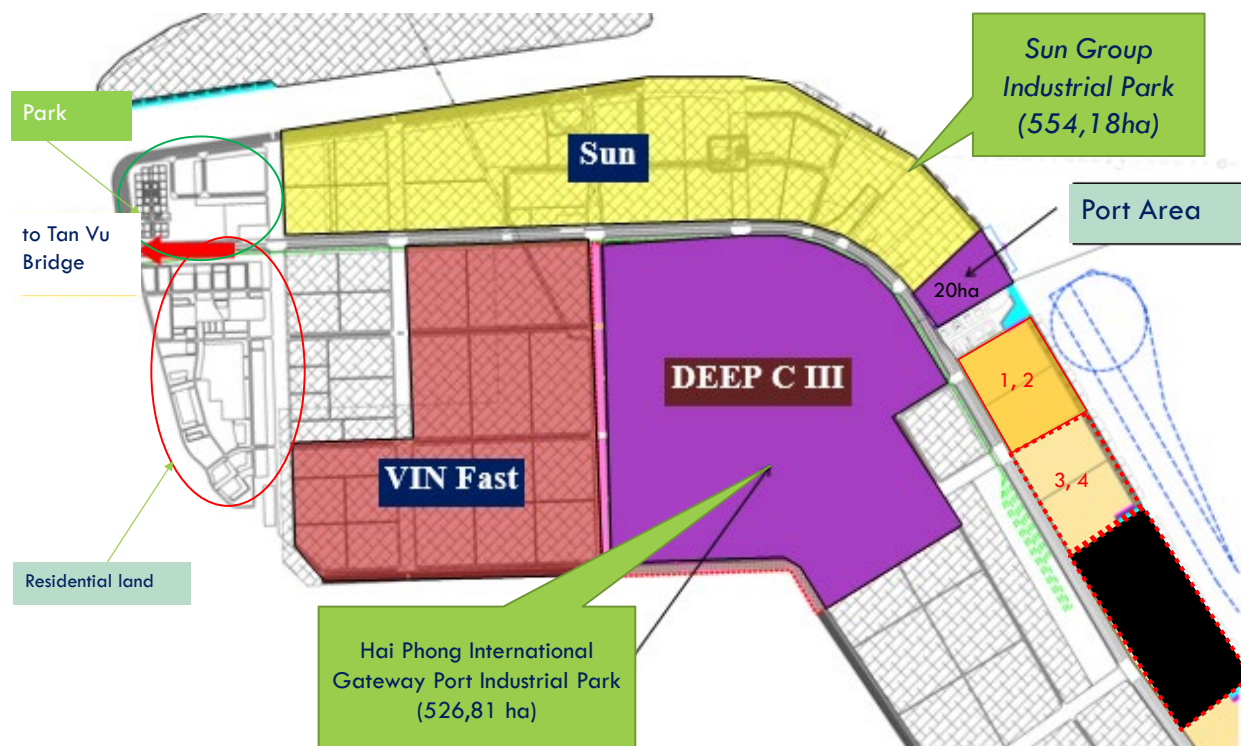 Sun Group
Industrial Park
(554,18ha)
Park
Sun
Port Area
to Tan Vu
Bridge
20ha
DEEP C III
1, 2
VIN Fast
3, 4
Residential land
Hai Phong International
Gateway Port Industrial Park
(526,81 ha)